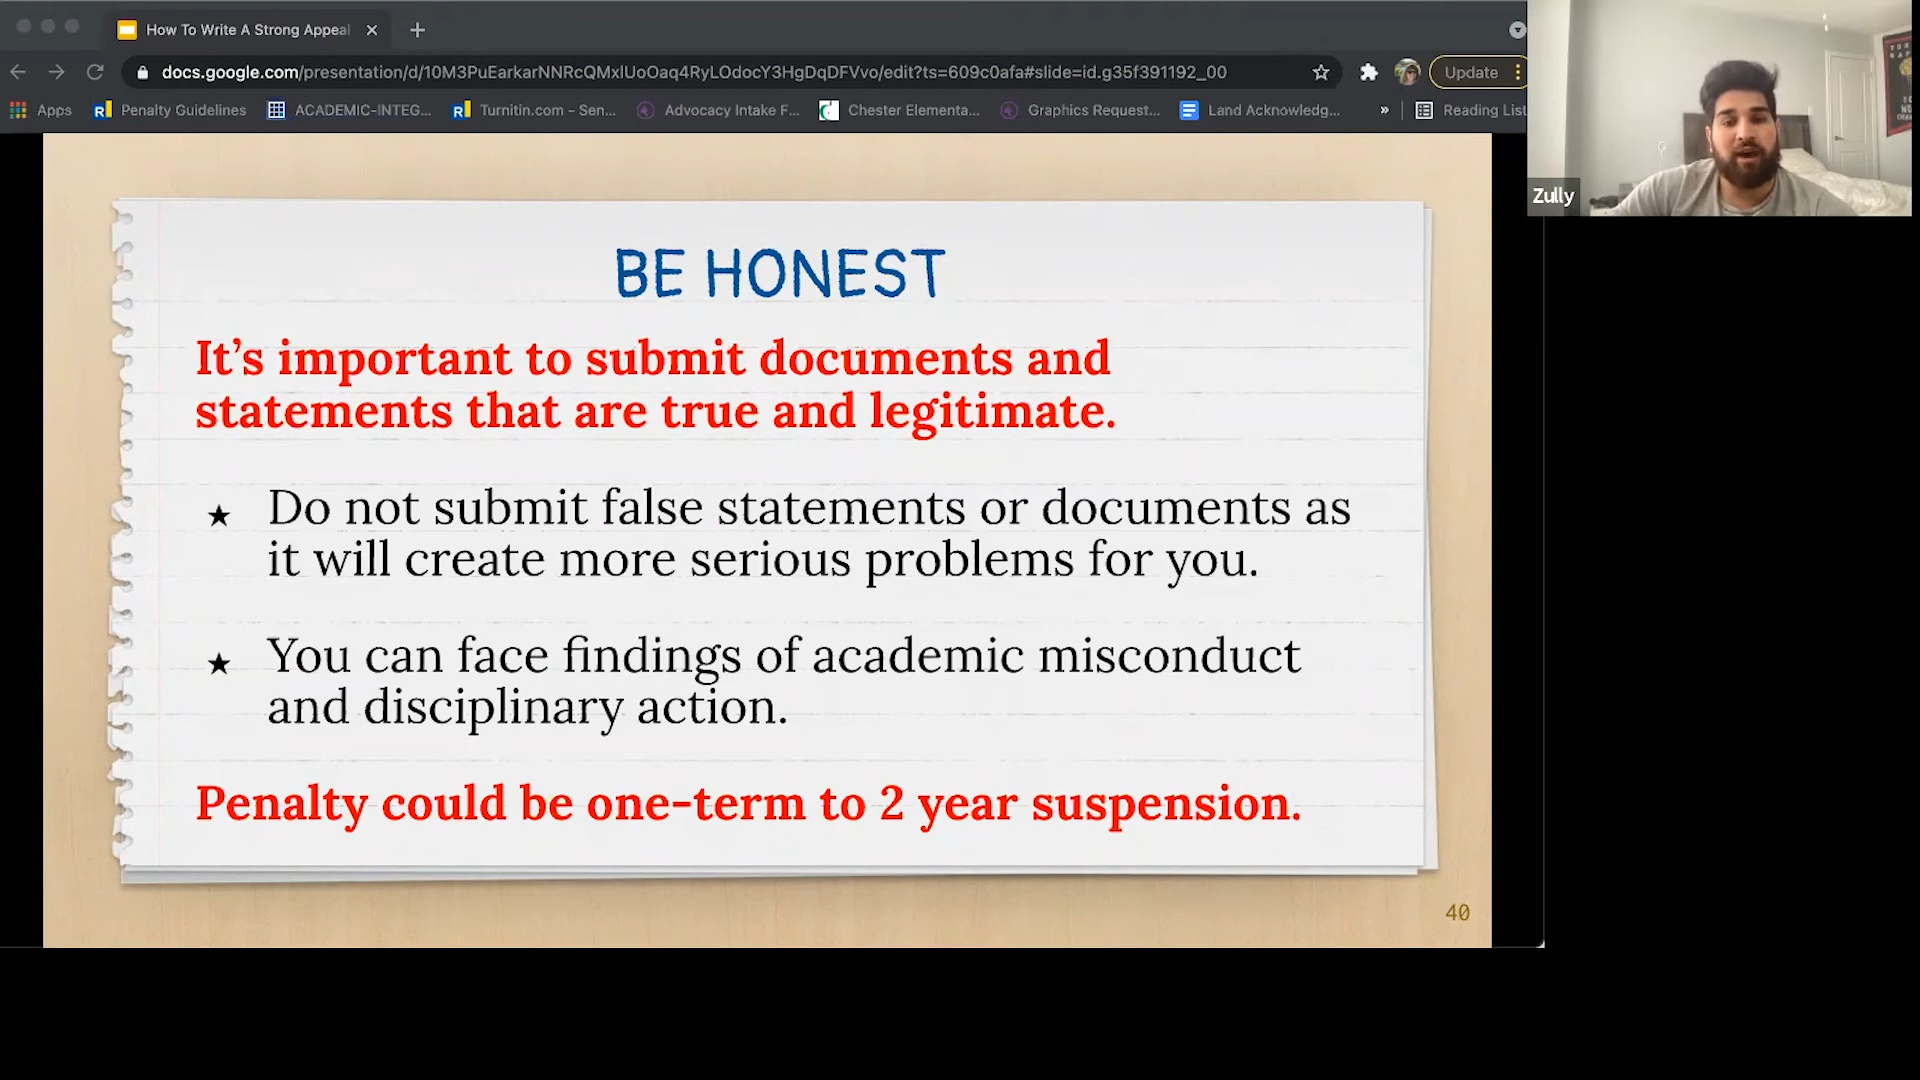 How To Write A Strong Appeal
docs.google.com/presentation/d/10M3PuEarkarNNRcQMxlUoOaq4RyLOdocY3HgDqDFVvo/edit?ts=609c0afa#slide=id.g35f391192_00
Update
Apps
Penalty Guidelines
ACADEMIC-INTEG...
Turnitin.com – Sen...
Advocacy Intake F...
Chester Elementa...
Graphics Request...
Land Acknowledg...
»
Reading List
Zully
BE HONEST
It's important to submit documents and
statements that are true and legitimate.
★ Do not submit false statements or documents as
it will create more serious problems for you.
★ You can face findings of academic misconduct
and disciplinary action.
Penalty could be one-term to 2 year suspension.
40